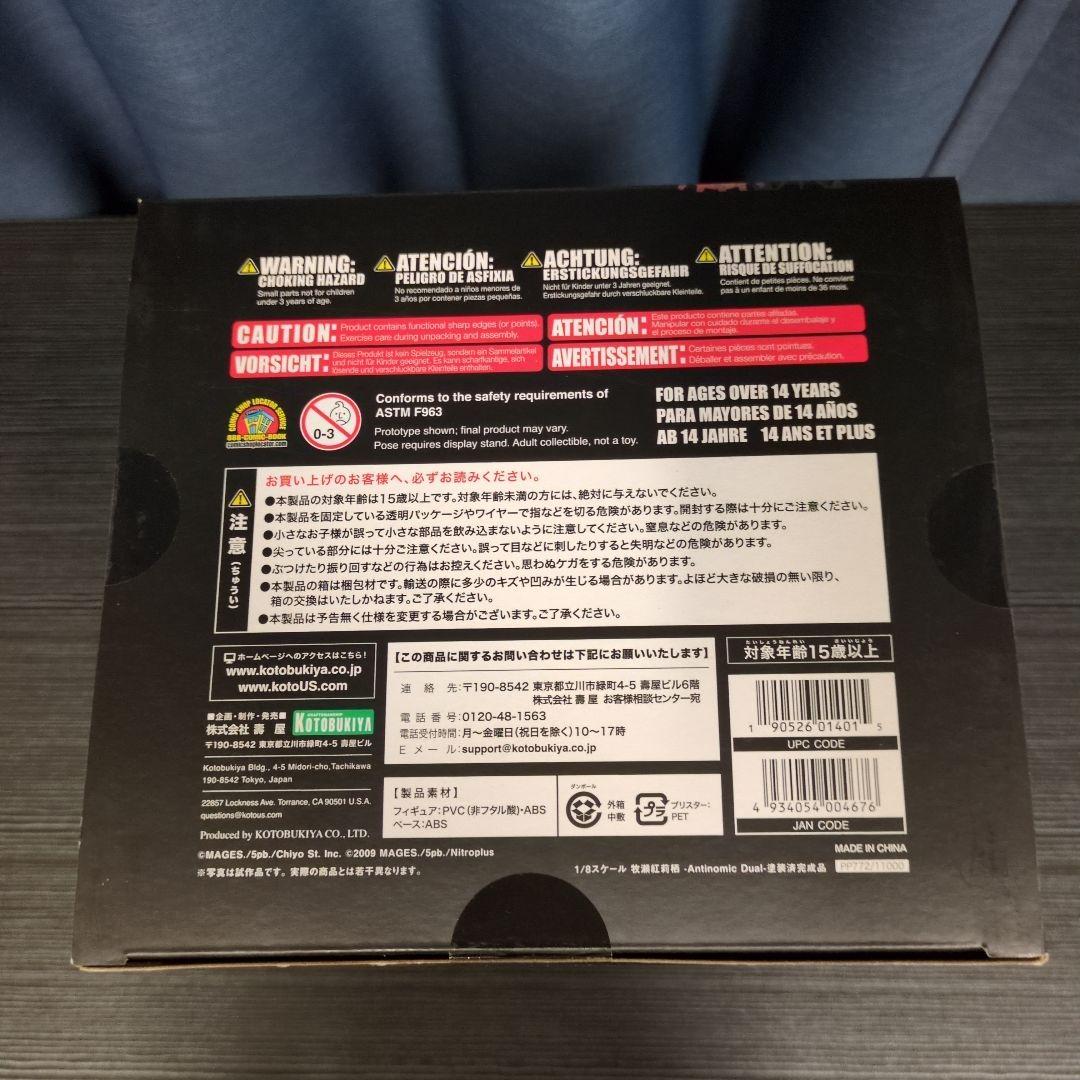 WARNING:
CHOKING HAZARD
Small parts not for children
under 3 years of age.
ATENCIÓN:
PELIGRO DE ASFIXIA
No recomendado a niños menores de
3 años por contener piezas pequeñas.
ACHTUNG:
ERSTICKUNGSGEFAHR
Nicht für Kinder unter 3 Jahren geeignet.
Erstickungsgefahr durch verschluckbare Kleinteile.
ATTENTION:
RISQUE DE SUFFOCATION
Contient de petites pièces. Ne convient
pas à un enfant de moins de 36 mois.
CAUTION: Product contains functional sharp edges (or points).
Exercise care during unpacking and assembly.
ATENCIÓN: Este producto contiene partes afiladas.
Manipular con cuidado durante el desembalaje y
el proceso de montaje.
VORSICHT: Dieses Produkt ist kein Spielzeug, sondern ein Sammelartikel
und nicht für Kinder geeignet. Es kann scharfkantige, sich
lösende und verschluckbare Kleinteile enthalten.
AVERTISSEMENT: Certaines pièces sont pointues.
Déballer et assembler avec précaution.
COMIC SHOP LOCATOR SERVICE
888-COMIC-BOOK
comicshoplocator.com
0-3
Conforms to the safety requirements of
ASTM F963
Prototype shown; final product may vary.
Pose requires display stand. Adult collectible, not a toy.
FOR AGES OVER 14 YEARS
PARA MAYORES DE 14 AÑOS
AB 14 JAHRE 14 ANS ET PLUS
注意(ちゅうい)
お買い上げのお客様へ、必ずお読みください。
●本製品の対象年齢は15歳以上です。対象年齢未満の方には、絶対に与えないでください。
●本製品を固定している透明パッケージやワイヤーで指などを切る危険があります。開封する際は十分にご注意ください。
●小さなお子様が誤って小さな部品を飲み込まないように注意してください。窒息などの危険があります。
●尖っている部分には十分ご注意ください。誤って目などに刺したりすると失明などの危険があります。
●ぶつけたり振り回すなどの行為はお控えください。思わぬケガをする危険があります。
●本製品の箱は梱包材です。輸送の際に多少のキズや凹みが生じる場合があります。よほど大きな破損の無い限り、
箱の交換はいたしかねます。ご了承ください。
●本製品は予告無く仕様を変更する場合がございます。ご了承ください。
ホームページへのアクセスはこちら!
www.kotobukiya.co.jp
www.kotoUS.com
■企画・制作・発売■
株式会社 壽 屋
CRAFTSMANSHIP
KOTOBUKIYA
〒190-8542 東京都立川市緑町4-5 壽屋ビル
Kotobukiya Bldg., 4-5 Midori-cho,Tachikawa
190-8542 Tokyo, Japan
22857 Lockness Ave. Torrance, CA 90501 U.S.A.
questions@kotous.com
Produced by KOTOBUKIYA CO., LTD.
【この商品に関するお問い合わせは下記にお願いいたします】
連絡先:〒190-8542 東京都立川市緑町4-5 壽屋ビル6階
株式会社 壽 屋 お客様相談センター宛
電話番号:0120-48-1563
電話受付時間:月～金曜日(祝日を除く)10～17時
Eメール:support@kotobukiya.co.jp
【製品素材】
フィギュア:PVC(非フタル酸)・ABS
ベース:ABS
ダンボール
外箱
中敷
プラ
ブリスター:
PET
たいしょうねんれい さいいじょう
対象年齢15歳以上
1 90526 01401 5
UPC CODE
4 934054 004676
JAN CODE
©MAGES./5pb./Chiyo St. Inc. ©2009 MAGES./5pb./Nitroplus
MADE IN CHINA
※写真は試作品です。実際の商品とは若干異なります。
1/8スケール 牧瀬紅莉栖 -Antinomic Dual-塗装済完成品
PP772/11000